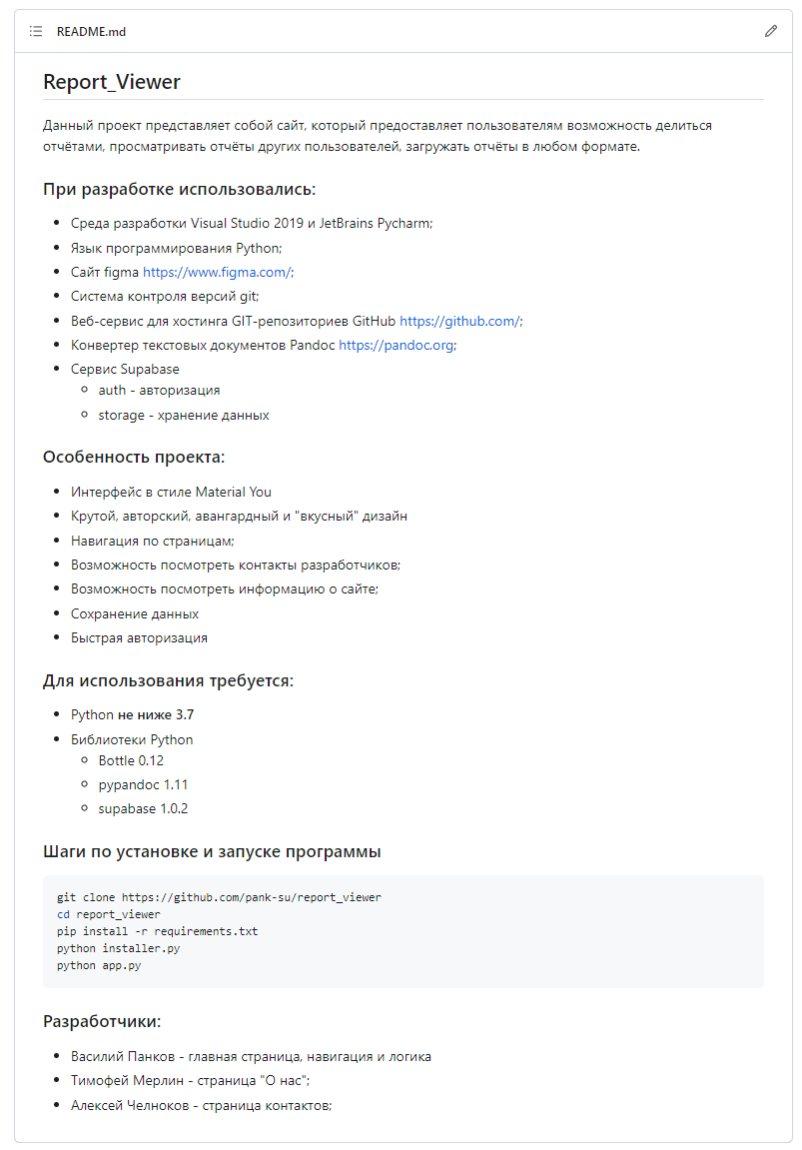 README.md
Report_Viewer
Данный проект представляет собой сайт, который предоставляет пользователям возможность делиться
отчётами, просматривать отчёты других пользователей, загружать отчёты в любом формате.
При разработке использовались:
Среда разработки Visual Studio 2019 и JetBrains Pycharm;
Язык программирования Python;
Сайт figma https://www.figma.com/;
Система контроля версий git;
Веб-сервис для хостинга GIT-репозиториев GitHub https://github.com/;
Конвертер текстовых документов Pandoc https://pandoc.org;
Сервис Supabase
auth - авторизация
storage - хранение данных
Особенность проекта:
Интерфейс в стиле Material You
Крутой, авторский, авангардный и "вкусный" дизайн
Навигация по страницам;
Возможность посмотреть контакты разработчиков;
Возможность посмотреть информацию о сайте;
Сохранение данных
Быстрая авторизация
Для использования требуется:
Python не ниже 3.7
Библиотеки Python
Bottle 0.12
pypandoc 1.11
supabase 1.0.2
Шаги по установке и запуске программы
git clone https://github.com/pank-su/report_viewer
cd report_viewer
pip install -r requirements.txt
python installer.py
python app.py
Разработчики:
Василий Панков - главная страница, навигация и логика
Тимофей Мерлин - страница "О нас";
Алексей Челноков - страница контактов;